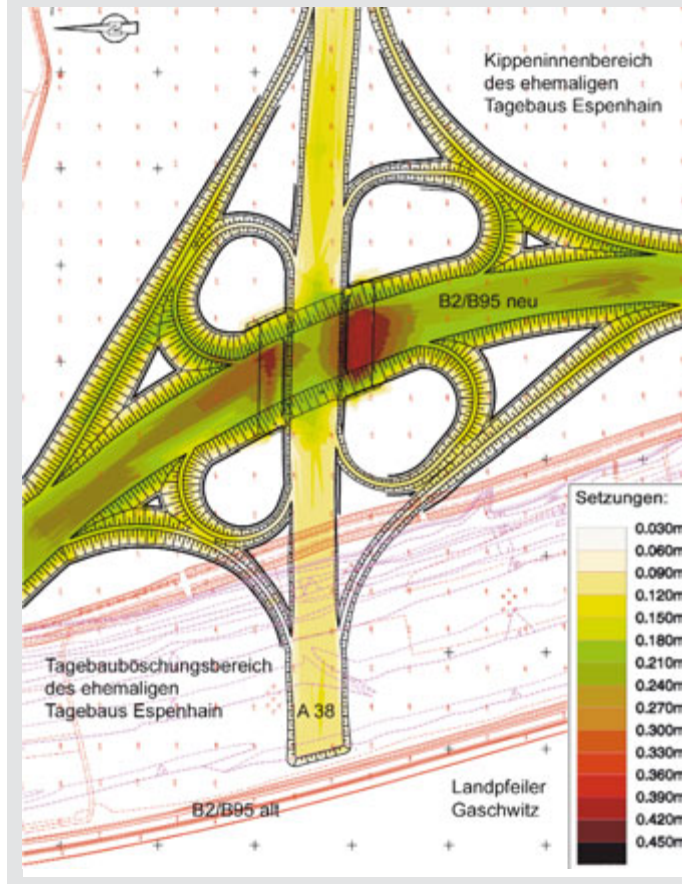 Kippeninnenbereich
des ehemaligen
Tagebaus Espenhain
B2/B95 neu
Setzungen:
0.030m
0.060m
0.090m
0.120m
0.150m
0.180m
0.210m
0.240m
0.270m
0.300m
0.330m
0.360m
0.390m
0.420m
0.450m
Tagebauböschungsbereich
des ehemaligen
Tagebaus Espenhain
A 38
Landpfeiler
Gaschwitz
B2/B95 alt